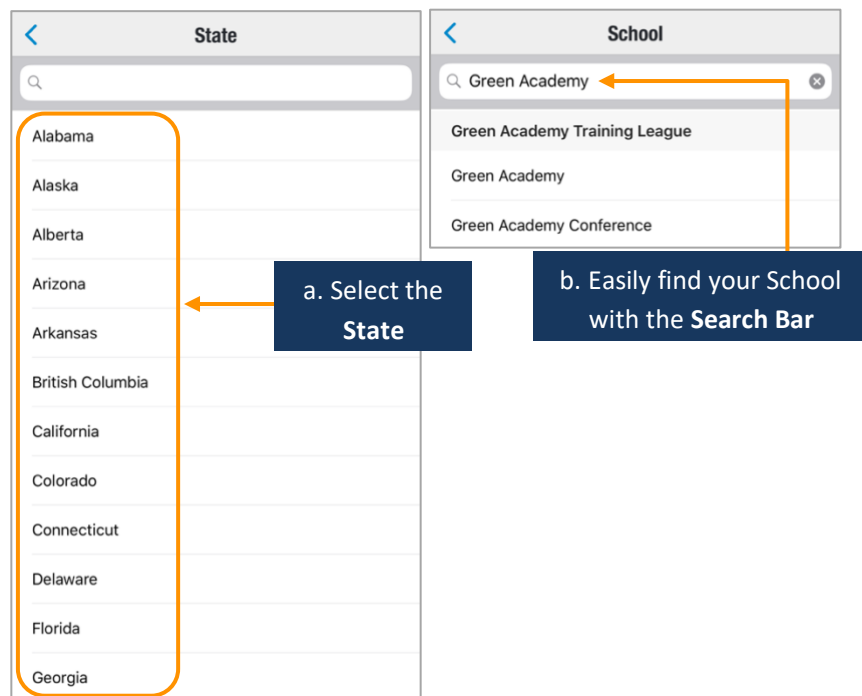 State
Alabama
Alaska
Alberta
Arizona
Arkansas
British Columbia
California
Colorado
Connecticut
Delaware
Florida
Georgia
a. Select the
State
School
Green Academy
Green Academy Training League
Green Academy
Green Academy Conference
b. Easily find your School
with the Search Bar